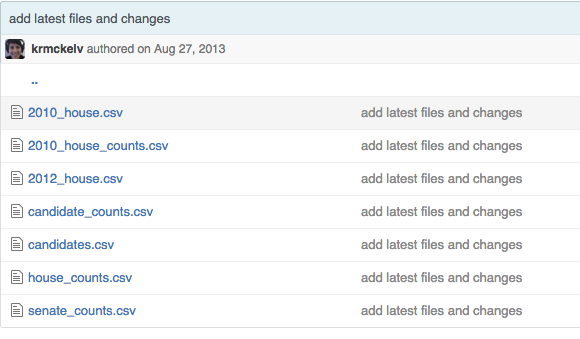 add latest files and changes
krmckelv authored on Aug 27, 2013
..
2010_house.csv add latest files and changes
2010_house_counts.csv add latest files and changes
2012_house.csv add latest files and changes
candidate_counts.csv add latest files and changes
candidates.csv add latest files and changes
house_counts.csv add latest files and changes
senate_counts.csv add latest files and changes